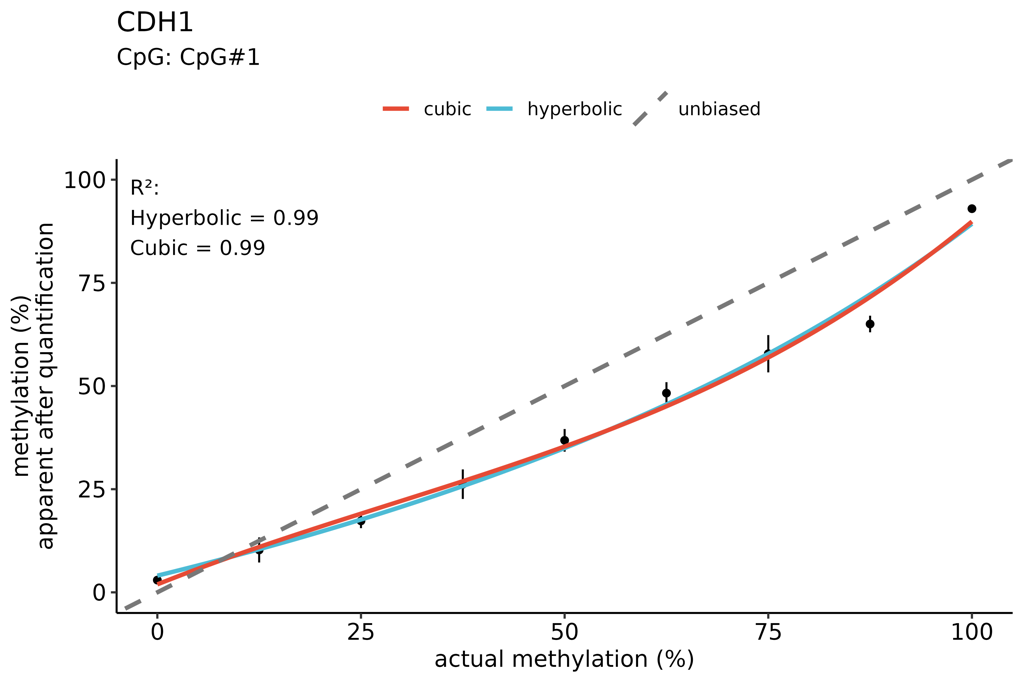 CDH1
CpG: CpG#1
cubic hyperbolic unbiased
R²:
Hyperbolic = 0.99
Cubic = 0.99
methylation (%)
apparent after quantification
100
75
50
25
0
0 25 50 75 100
actual methylation (%)